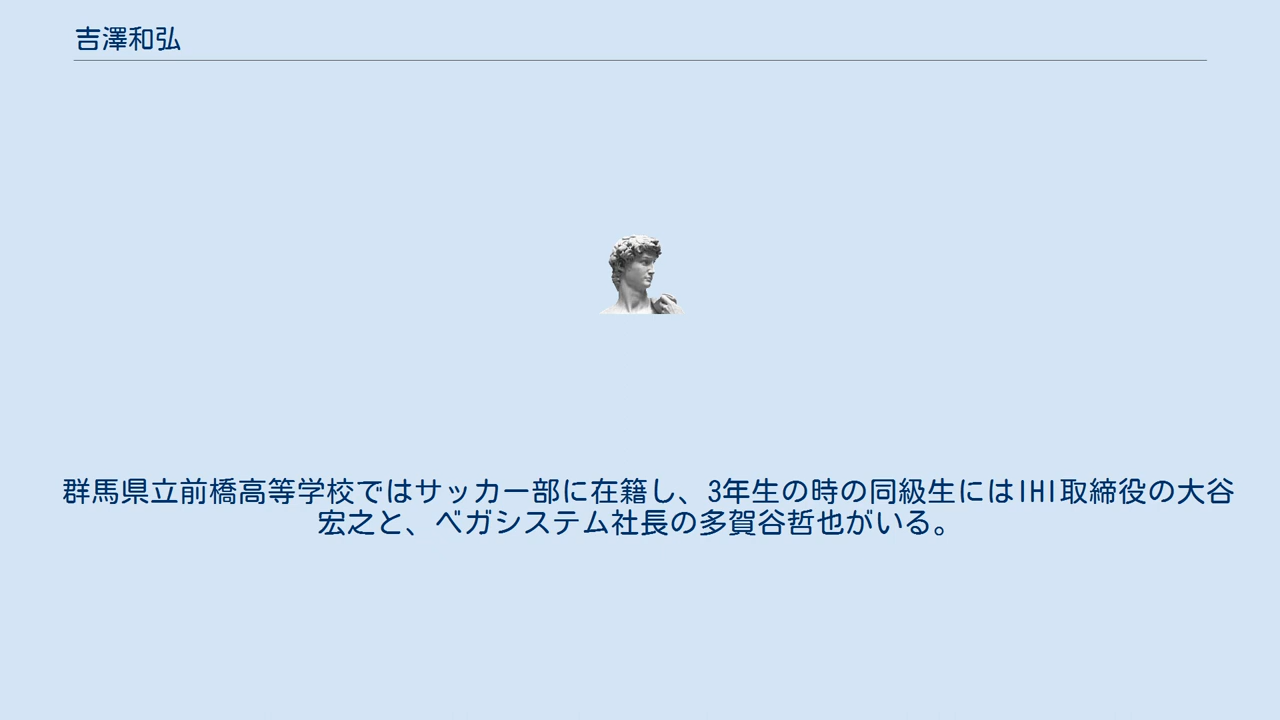 吉澤和弘
群馬県立前橋高等学校ではサッカー部に在籍し、3年生の時の同級生にはIHI取締役の大谷
宏之と、ベガシステム社長の多賀谷哲也がいる。